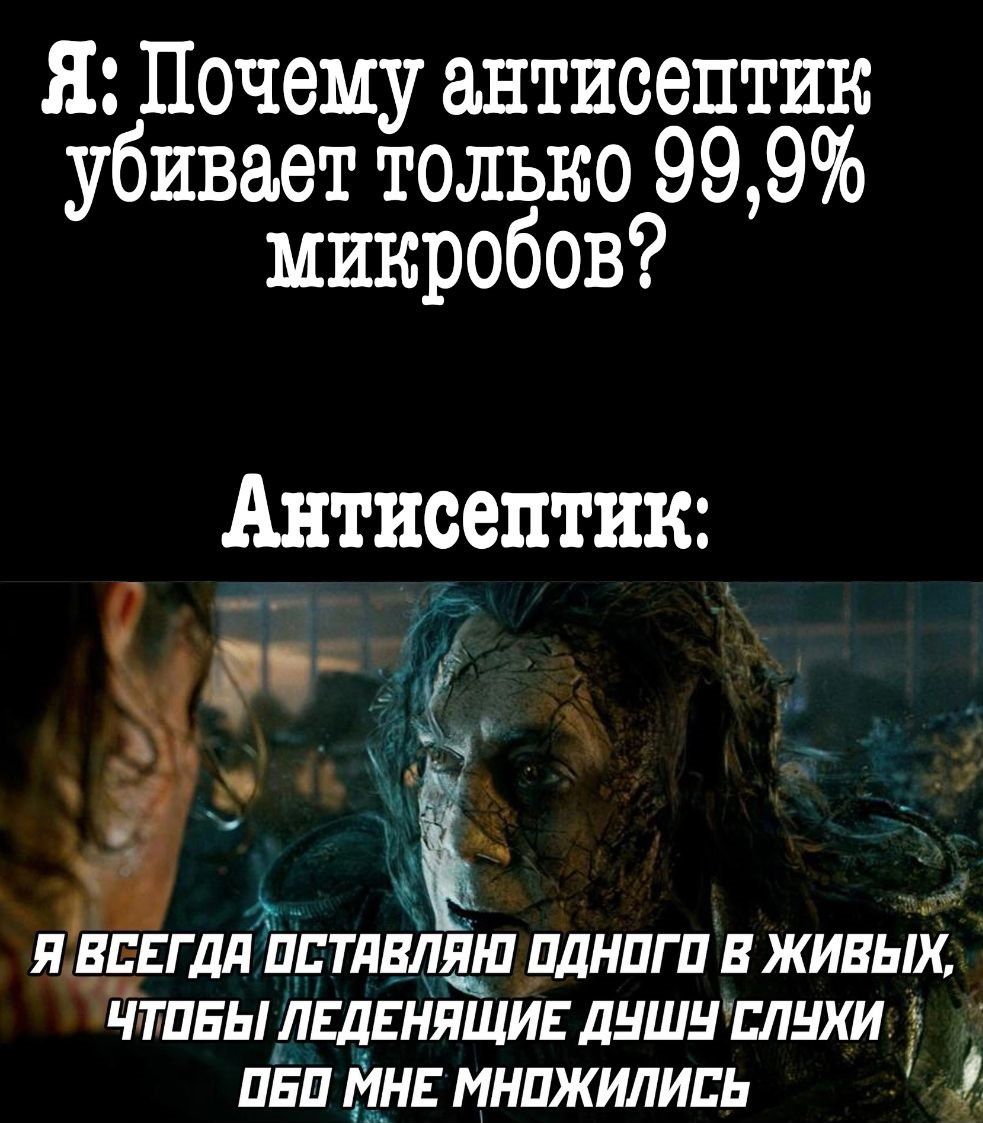 Я: Почему антисептик
убивает только 99,9%
микробов?
Антисептик:
Я ВСЕГДА ОСТАВЛЯЮ ОДНОГО В ЖИВЫХ,
ЧТОБЫ ЛЕДЕНЯЩИЕ ДУШУ СЛУХИ
ОБО МНЕ МНОЖИЛИСЬ